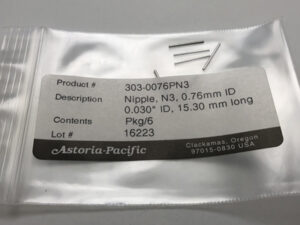 Product # 303-0076PN3
Description Nipple, N3, 0.76mm ID
0.030" ID, 15.30 mm long
Contents Pkg/6
Lot # 16223
Astoria-Pacific
Clackamas, Oregon
97015-0830 USA